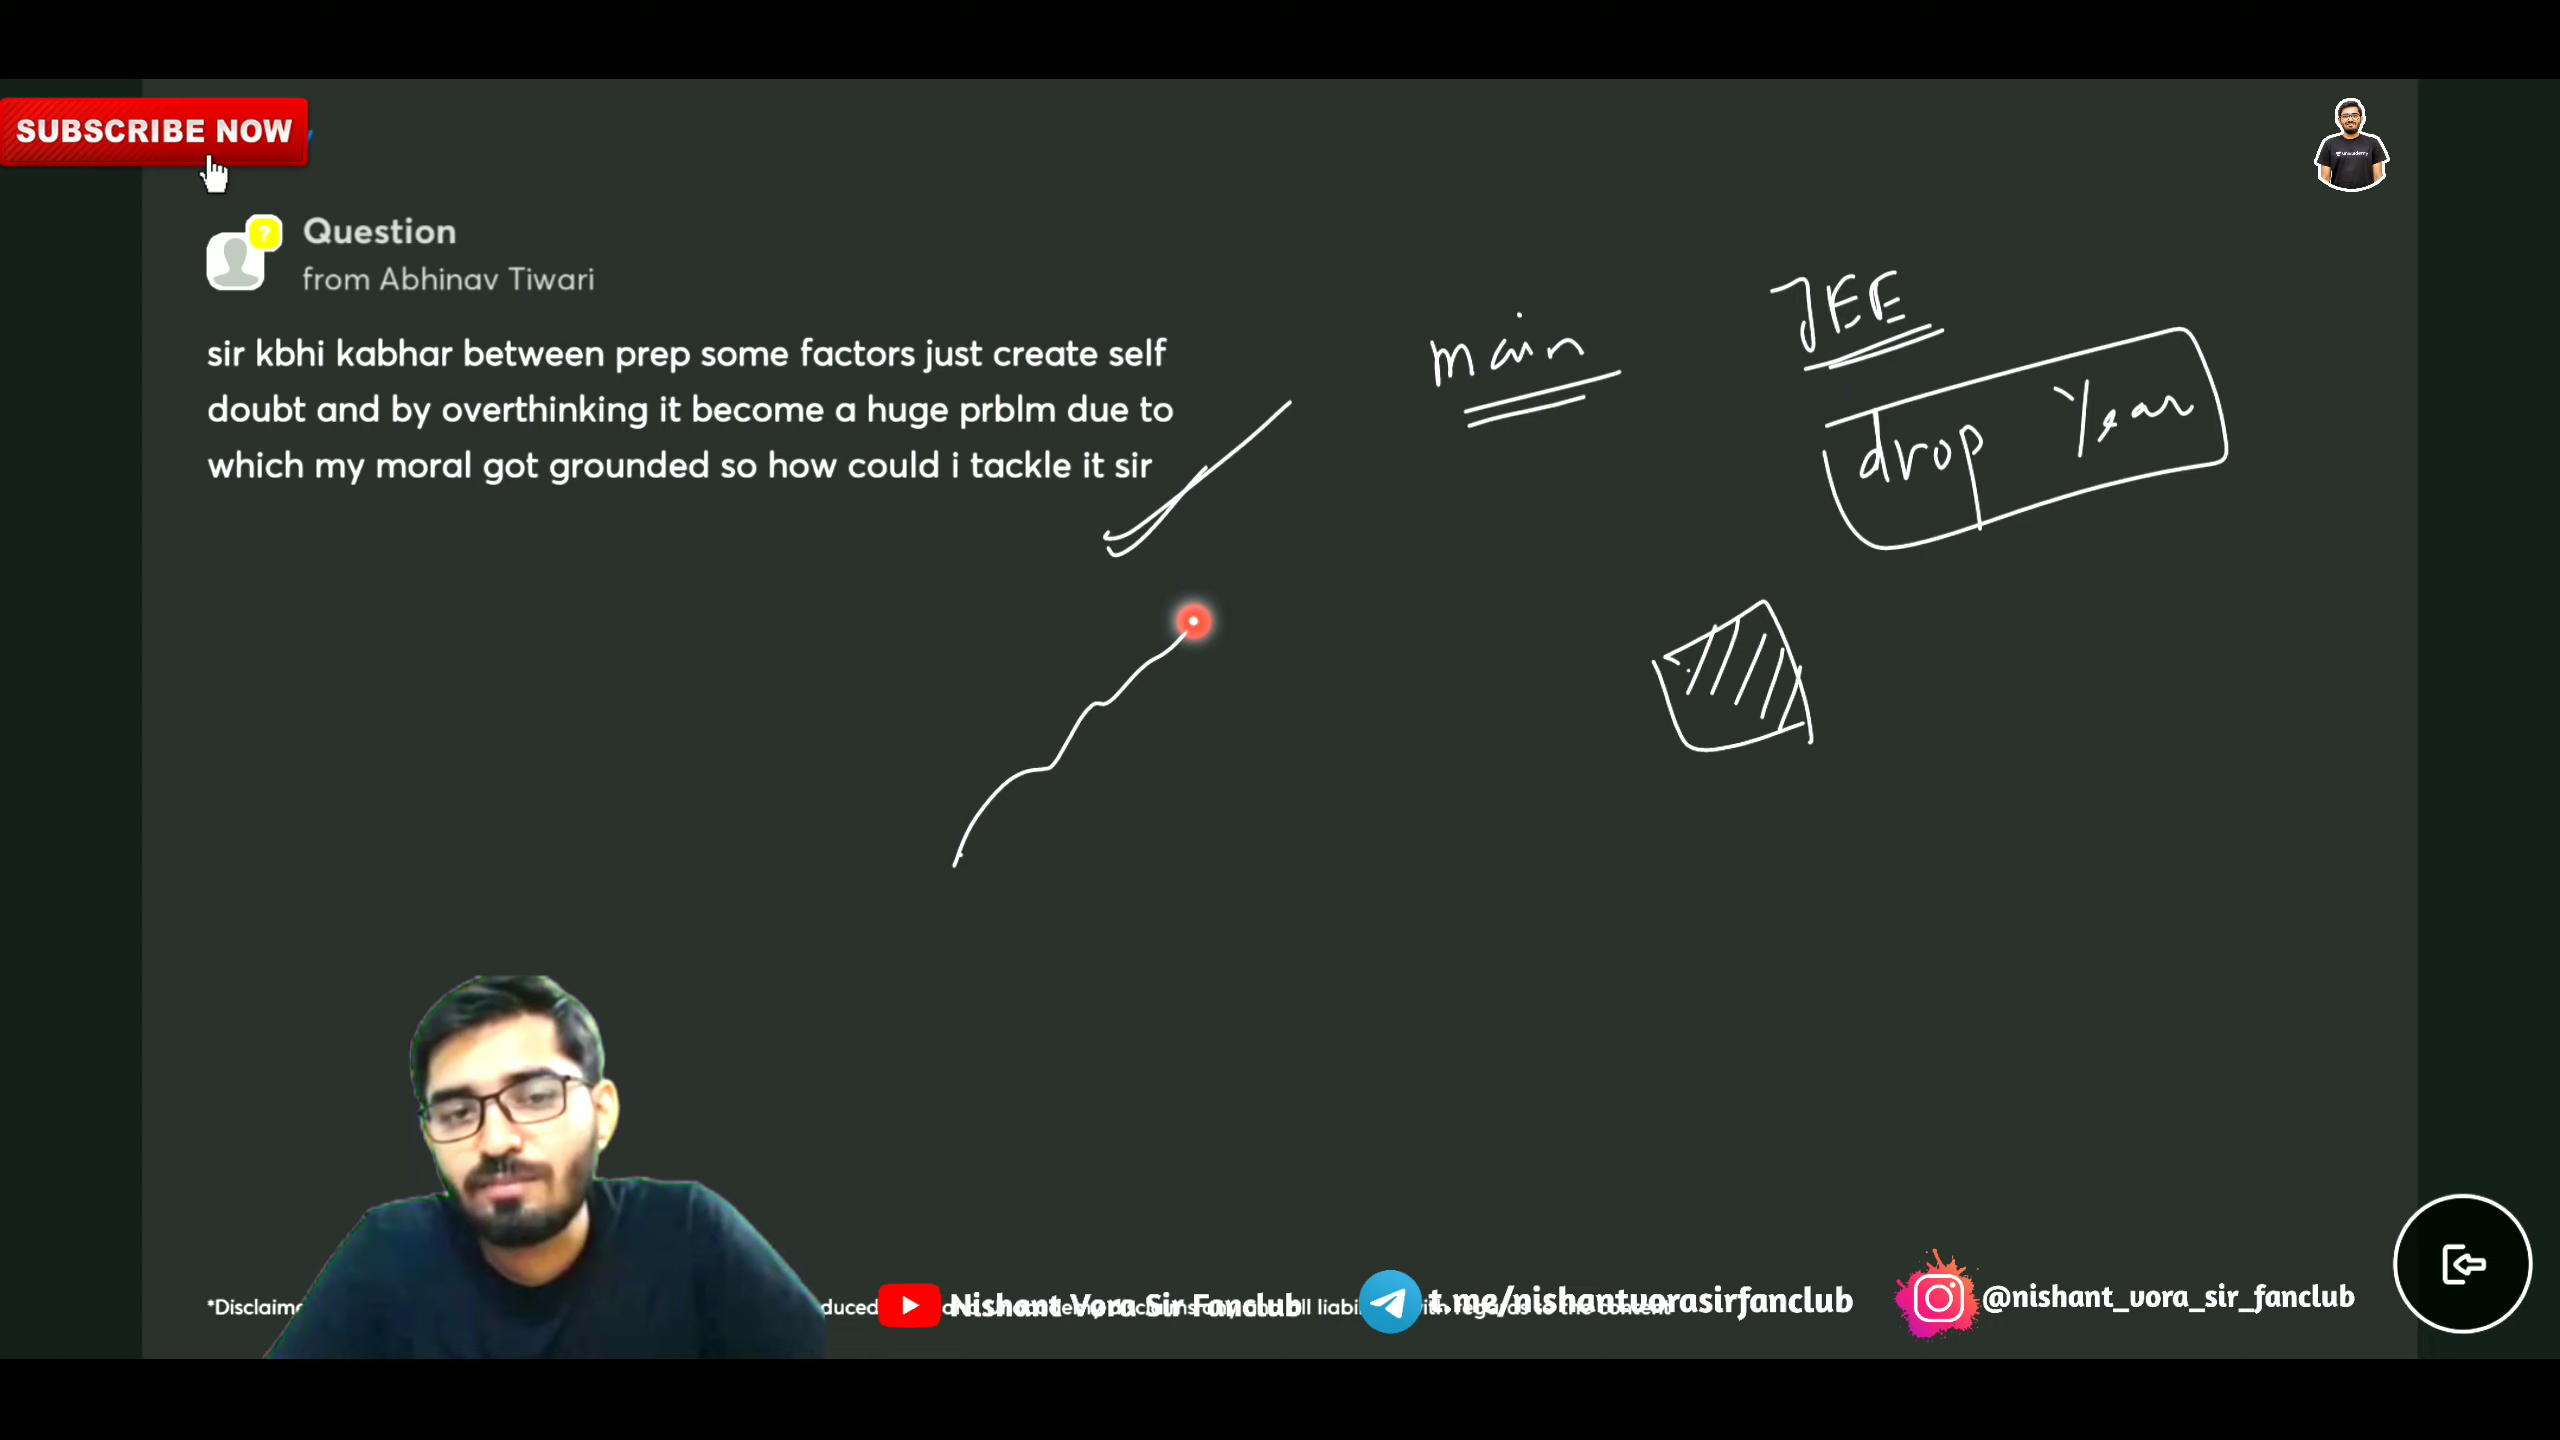 SUBSCRIBE NOW
Question
from Abhinav Tiwari
sir kbhi kabhar between prep some factors just create self
doubt and by overthinking it become a huge prblm due to
which my moral got grounded so how could i tackle it sir
main
JEE
drop Year
*Disclaime
Nishant Vora Sir Fanclub
t.me/nishantvorasirfanclub
@nishant_vora_sir_fanclub